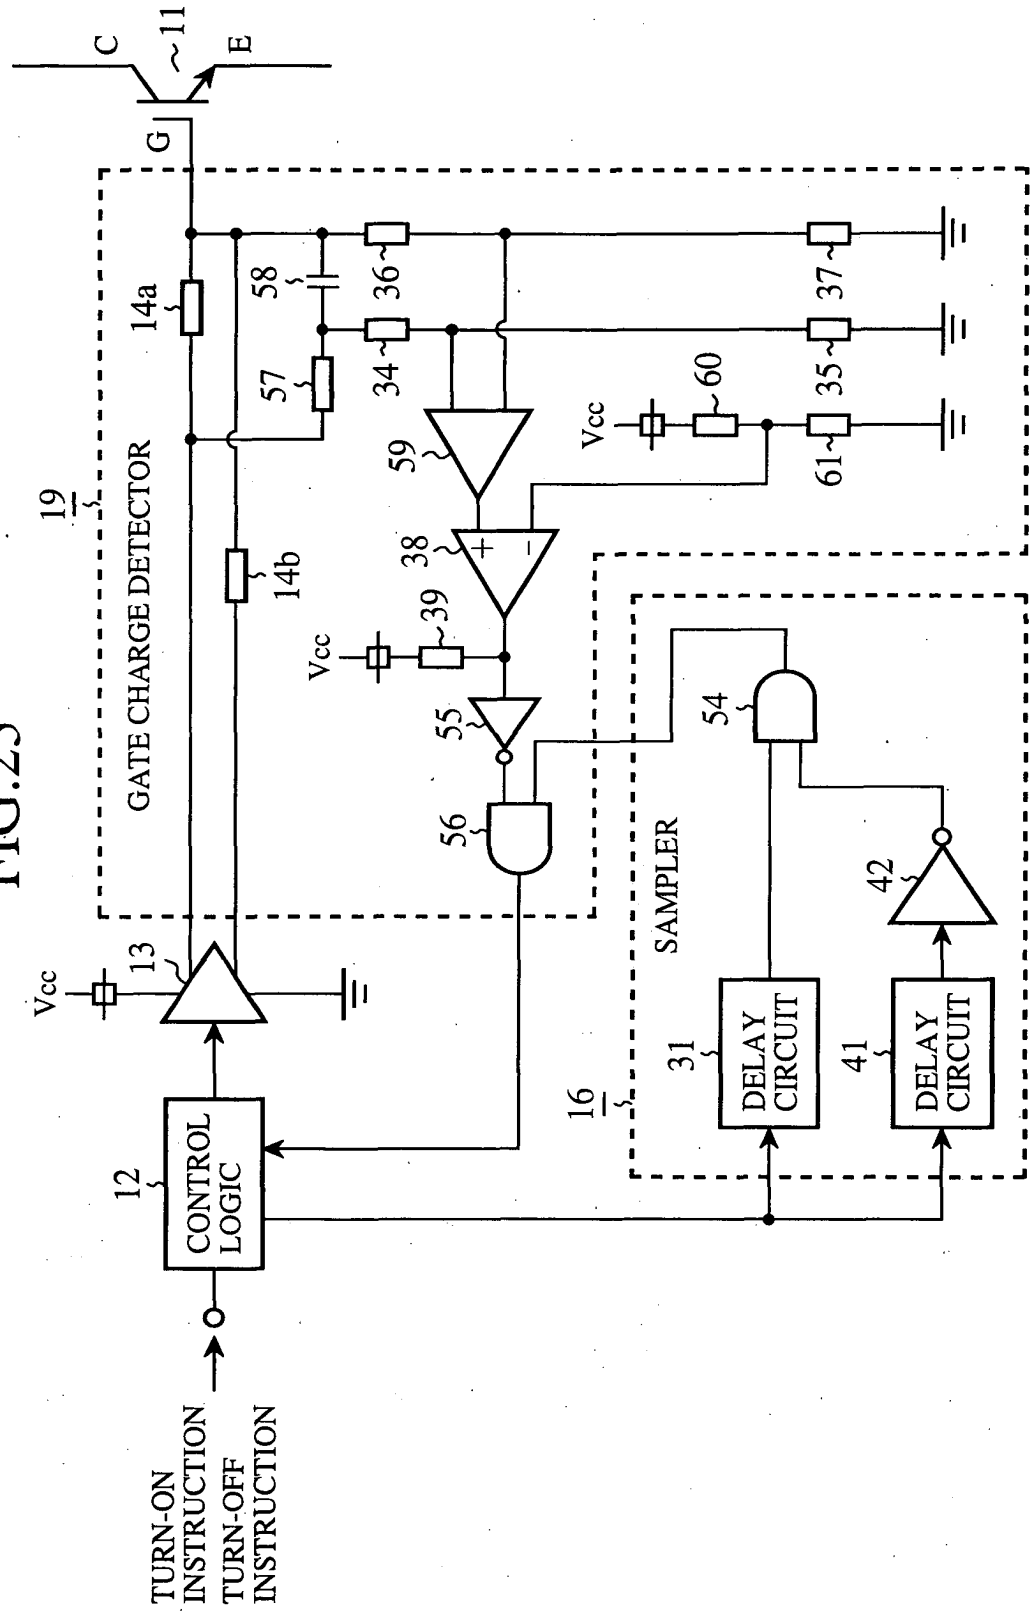 TURN-ON
INSTRUCTION
TURN-OFF
INSTRUCTION
12
CONTROL
LOGIC
Vcc
13
19
GATE CHARGE DETECTOR
14a
14b
G
C
E
11
57
58
36
34
37
35
59
Vcc
60
61
38
+
−
Vcc
39
55
56
16
SAMPLER
31
DELAY
CIRCUIT
41
DELAY
CIRCUIT
42
54